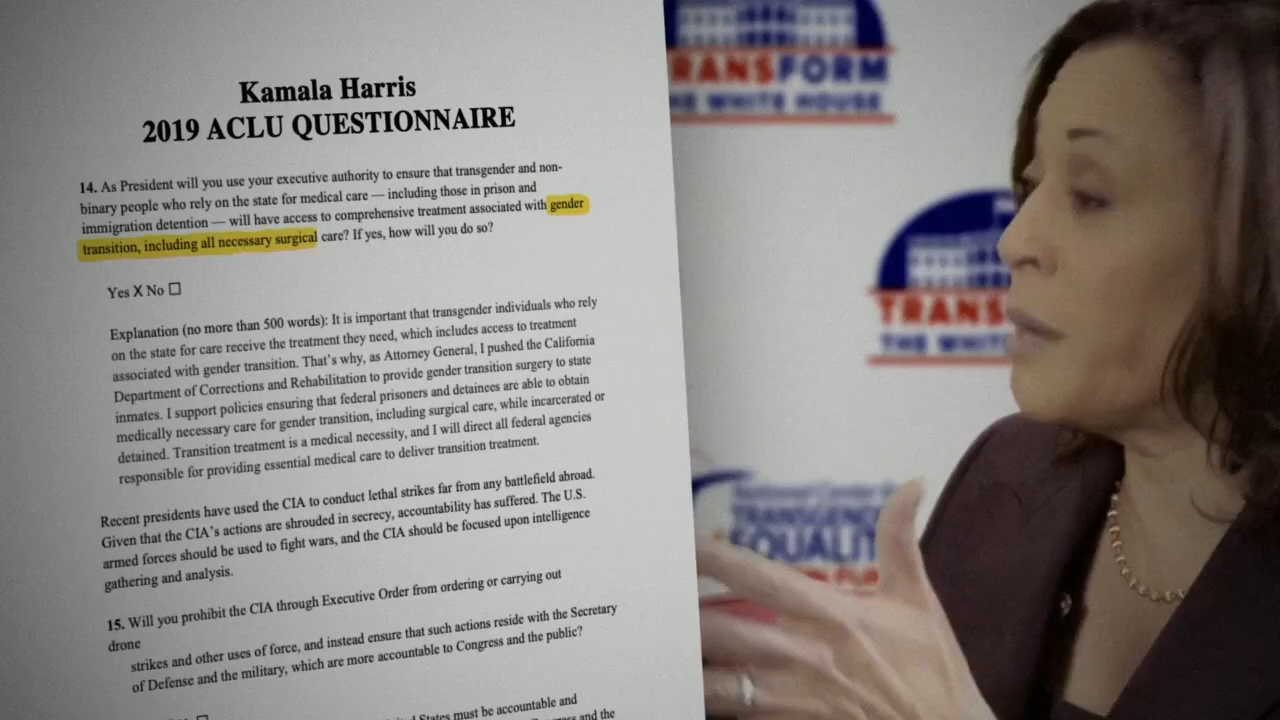 Kamala Harris
2019 ACLU QUESTIONNAIRE
14. As President will you use your executive authority to ensure that transgender and non-
binary people who rely on the state for medical care — including those in prison and
immigration detention — will have access to comprehensive treatment associated with gender
transition, including all necessary surgical care? If yes, how will you do so?
Yes X No ☐
Explanation (no more than 500 words): It is important that transgender individuals who rely
on the state for care receive the treatment they need, which includes access to treatment
associated with gender transition. That's why, as Attorney General, I pushed the California
Department of Corrections and Rehabilitation to provide gender transition surgery to state
inmates. I support policies ensuring that federal prisoners and detainees are able to obtain
medically necessary care for gender transition, including surgical care, while incarcerated or
detained. Transition treatment is a medical necessity, and I will direct all federal agencies
responsible for providing essential medical care to deliver transition treatment.
Recent presidents have used the CIA to conduct lethal strikes far from any battlefield abroad.
Given that the CIA's actions are shrouded in secrecy, accountability has suffered. The U.S.
armed forces should be used to fight wars, and the CIA should be focused upon intelligence
gathering and analysis.
15. Will you prohibit the CIA through Executive Order from ordering or carrying out
drone
strikes and other uses of force, and instead ensure that such actions reside with the Secretary
of Defense and the military, which are more accountable to Congress and the public?
States must be accountable and
and the
RANSFORM
HE WHITE HOUSE
TRANS
THE WHIT
TRANSGEND
EQUALIT